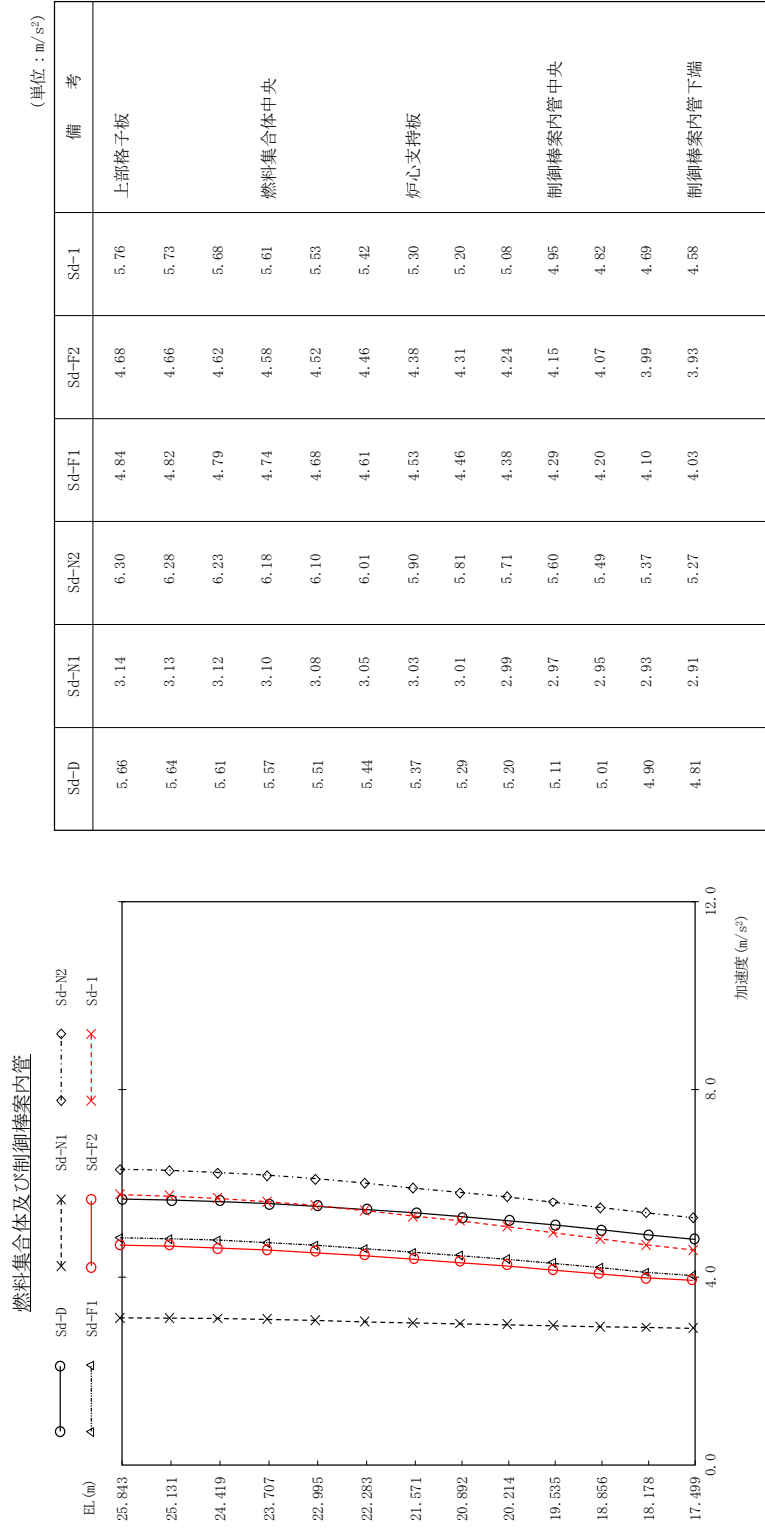 燃料集合体及び制御棒案内管
Sd-D Sd-N1 Sd-N2
Sd-F1 Sd-F2 Sd-1
EL(m)
25.843
25.131
24.419
23.707
22.995
22.283
21.571
20.892
20.214
19.535
18.856
18.178
17.499
0.0 4.0 8.0 12.0
加速度(m/s²)
(単位：m/s²)
Sd-D Sd-N1 Sd-N2 Sd-F1 Sd-F2 Sd-1 備 考
5.66 3.14 6.30 4.84 4.68 5.76 上部格子板
5.64 3.13 6.28 4.82 4.66 5.73
5.61 3.12 6.23 4.79 4.62 5.68
5.57 3.10 6.18 4.74 4.58 5.61 燃料集合体中央
5.51 3.08 6.10 4.68 4.52 5.53
5.44 3.05 6.01 4.61 4.46 5.42
5.37 3.03 5.90 4.53 4.38 5.30 炉心支持板
5.29 3.01 5.81 4.46 4.31 5.20
5.20 2.99 5.71 4.38 4.24 5.08
5.11 2.97 5.60 4.29 4.15 4.95 制御棒案内管中央
5.01 2.95 5.49 4.20 4.07 4.82
4.90 2.93 5.37 4.10 3.99 4.69
4.81 2.91 5.27 4.03 3.93 4.58 制御棒案内管下端